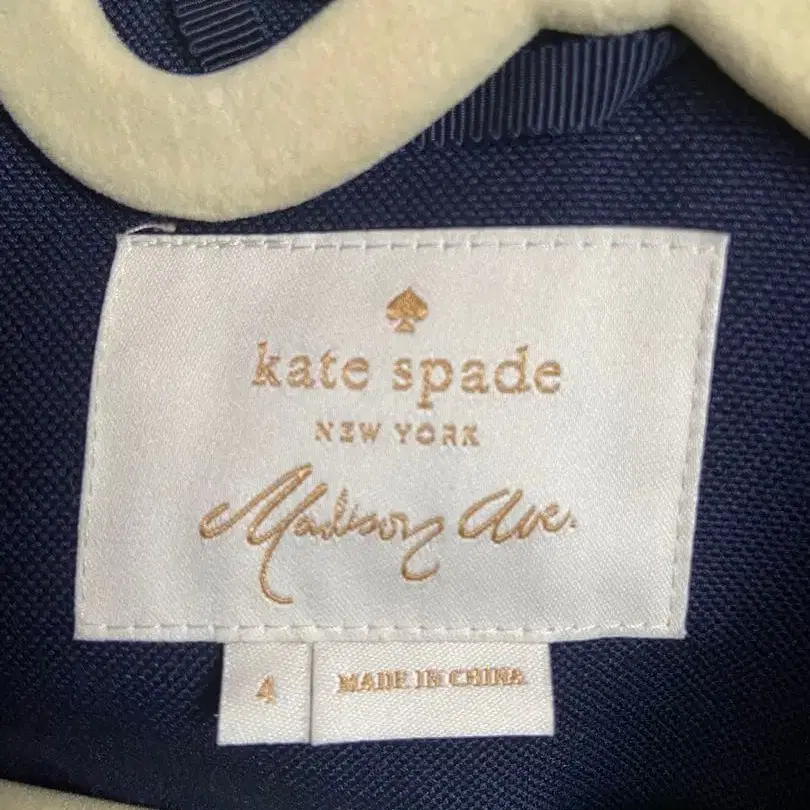 kate spade
NEW YORK
Madison Ave.
4
MADE IN CHINA